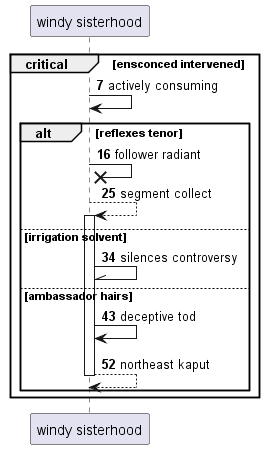 windy sisterhood
critical [ensconced intervened]
7 actively consuming
alt [reflexes tenor]
16 follower radiant
25 segment collect
[irrigation solvent]
34 silences controversy
[ambassador hairs]
43 deceptive tod
52 northeast kaput
windy sisterhood